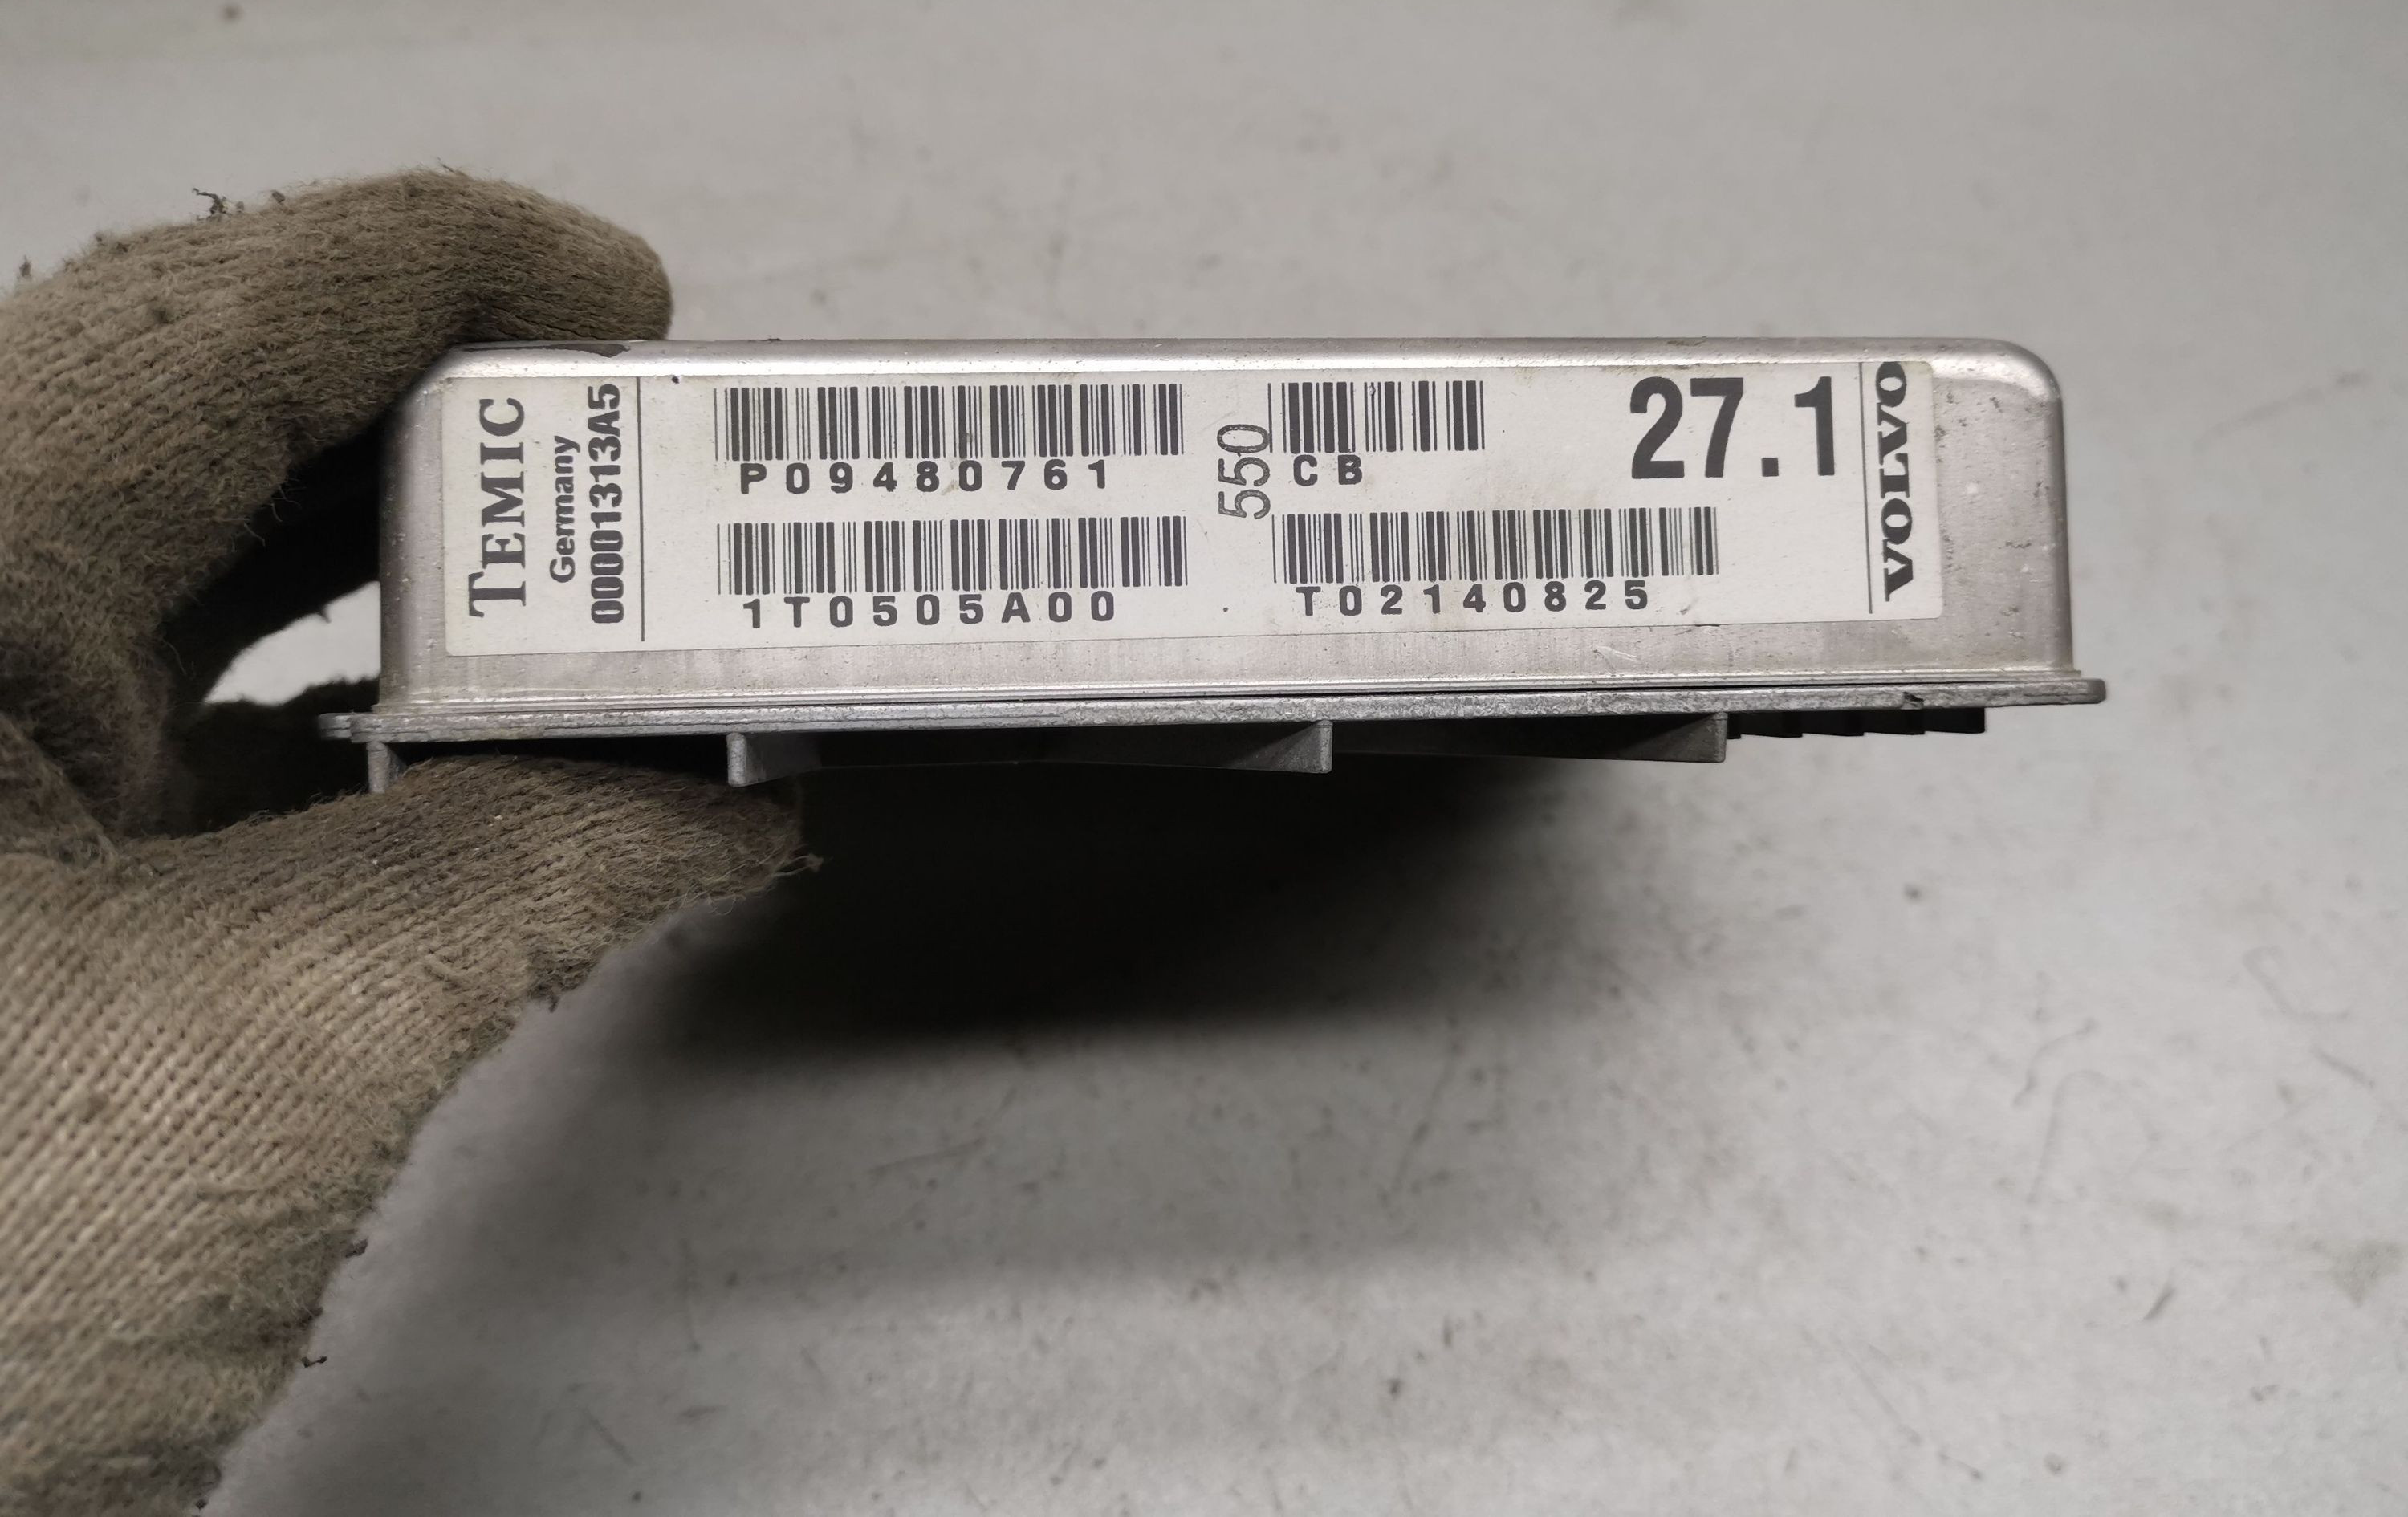 TEMIC
Germany
00001313A5
P09480761
1T0505A00
550
CB
T02140825
27.1
VOLVO